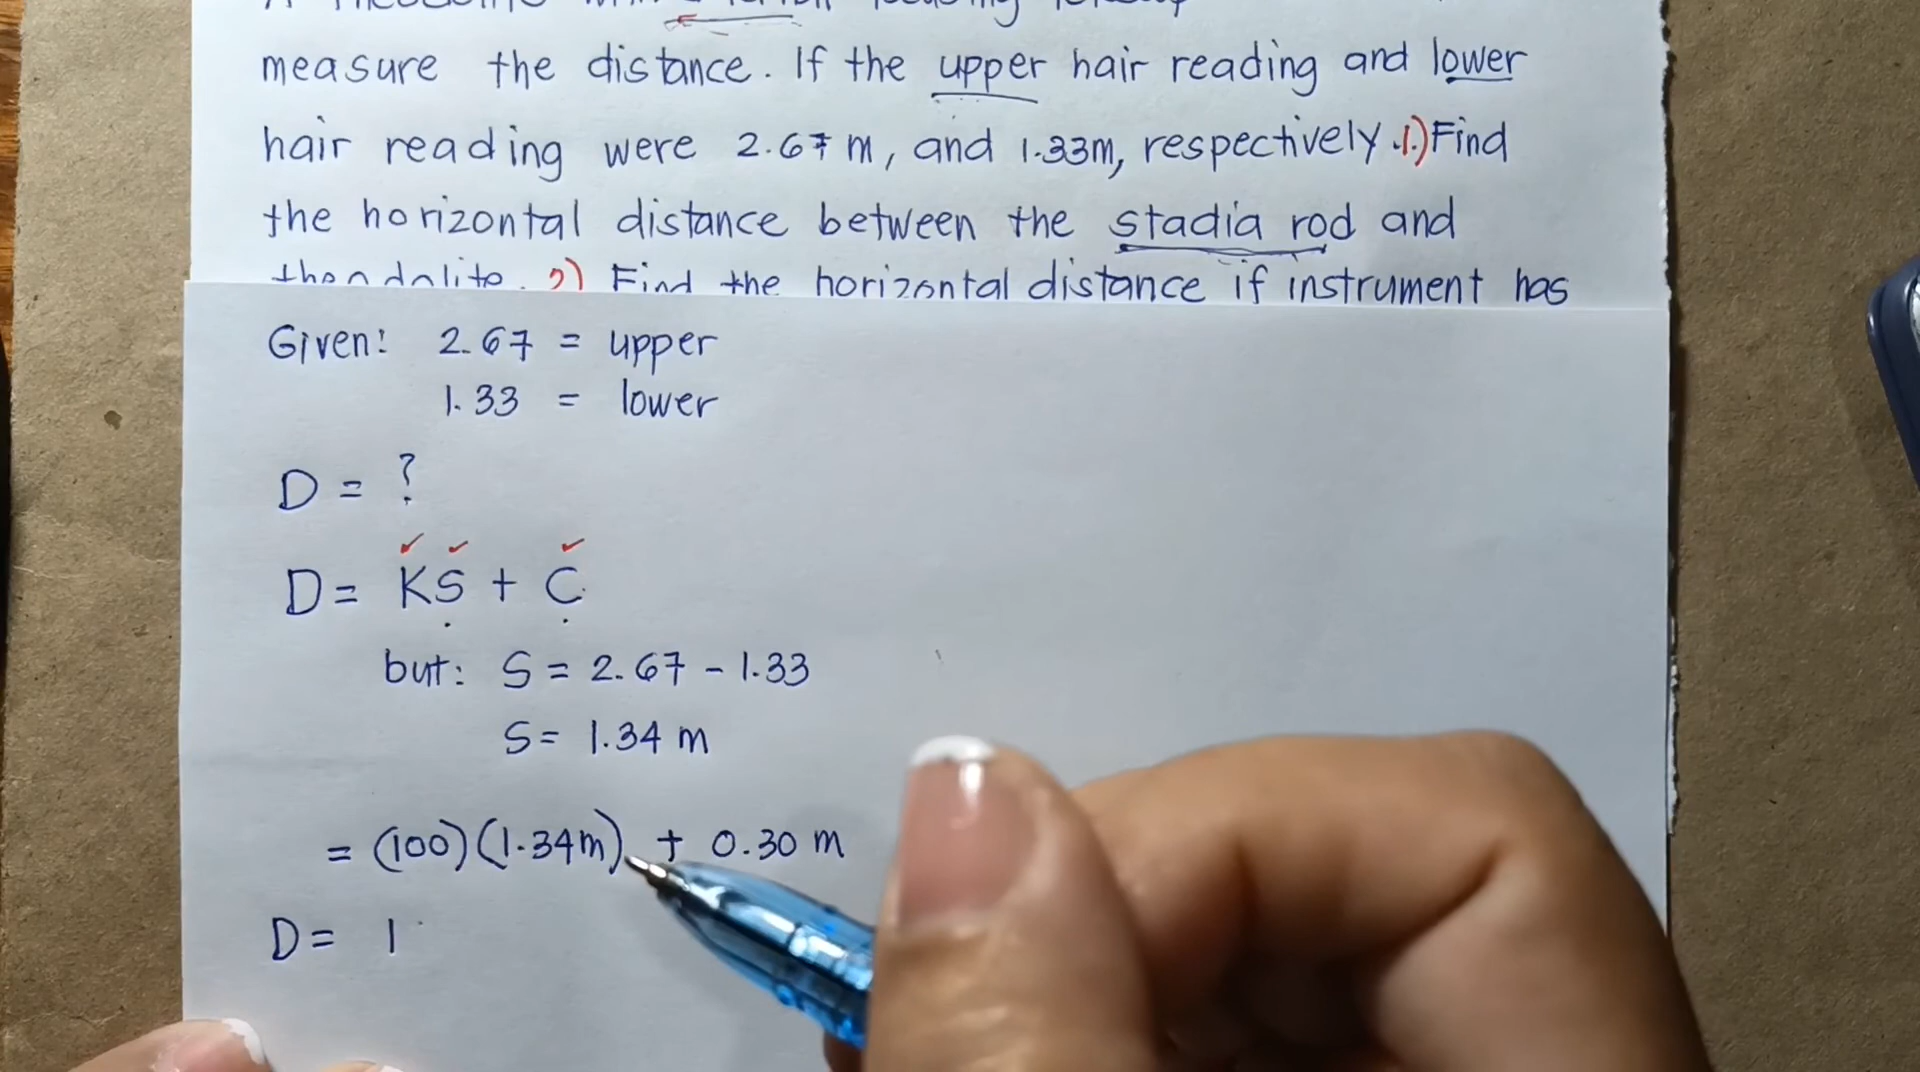 measure the distance. If the upper hair reading and lower
hair reading were 2.67 m, and 1.33m, respectively. 1.) Find
the horizontal distance between the stadia rod and
2) Find the horizontal distance if instrument has
Given: 2.67 = upper
1.33 = lower
D = ?
D = KS + C
but: S = 2.67 - 1.33
S = 1.34 m
= (100)(1.34m) + 0.30 m
D = 1